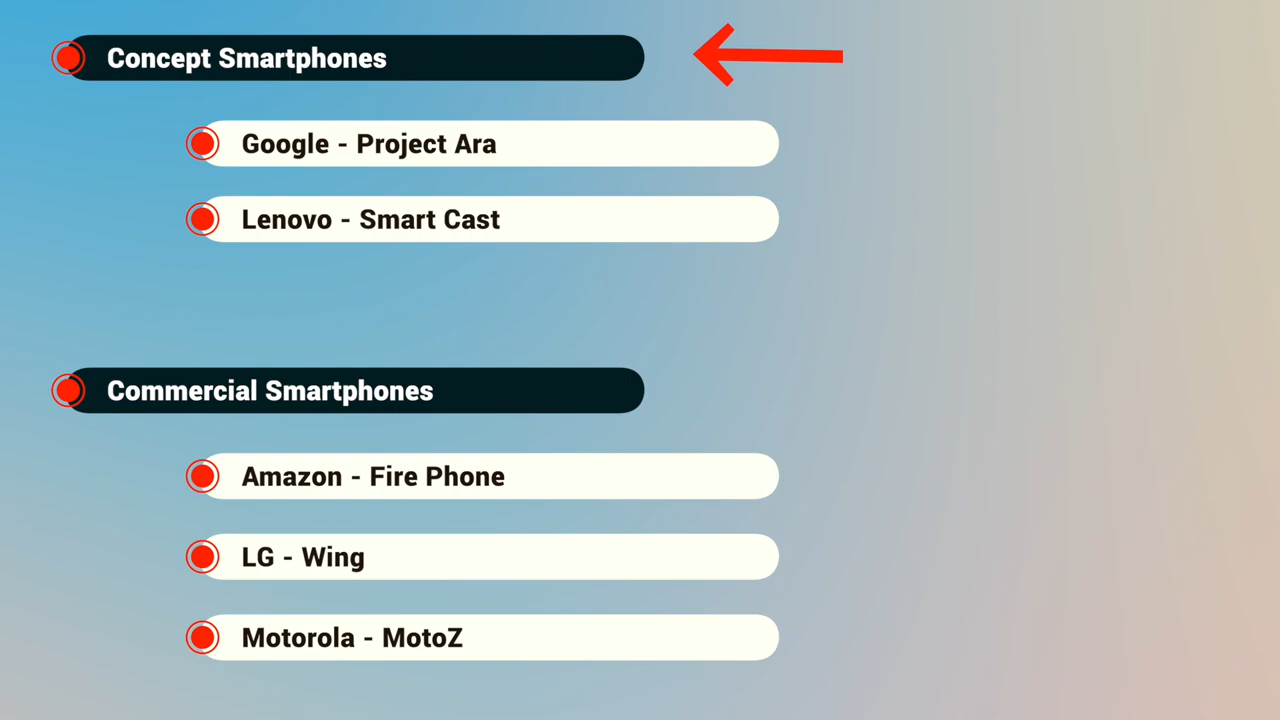 Concept Smartphones
Google - Project Ara
Lenovo - Smart Cast
Commercial Smartphones
Amazon - Fire Phone
LG - Wing
Motorola - MotoZ